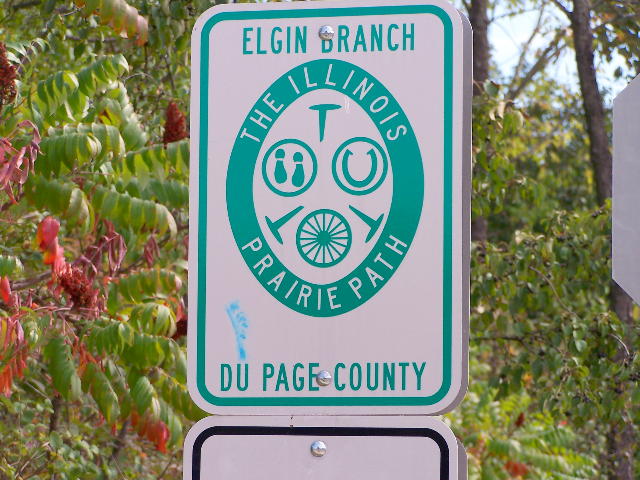 ELGIN BRANCH
THE ILLINOIS
PRAIRIE PATH
DU PAGE COUNTY